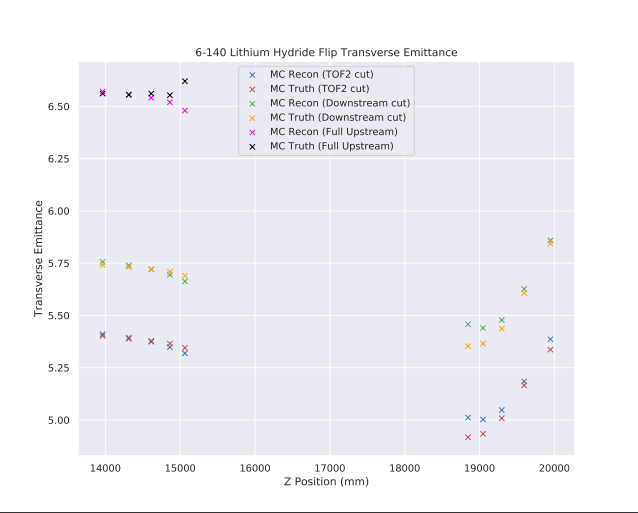 6-140 Lithium Hydride Flip Transverse Emittance
MC Recon (TOF2 cut)
MC Truth (TOF2 cut)
MC Recon (Downstream cut)
MC Truth (Downstream cut)
MC Recon (Full Upstream)
MC Truth (Full Upstream)
Transverse Emittance
6.50
6.25
6.00
5.75
5.50
5.25
5.00
14000 15000 16000 17000 18000 19000 20000
Z Position (mm)